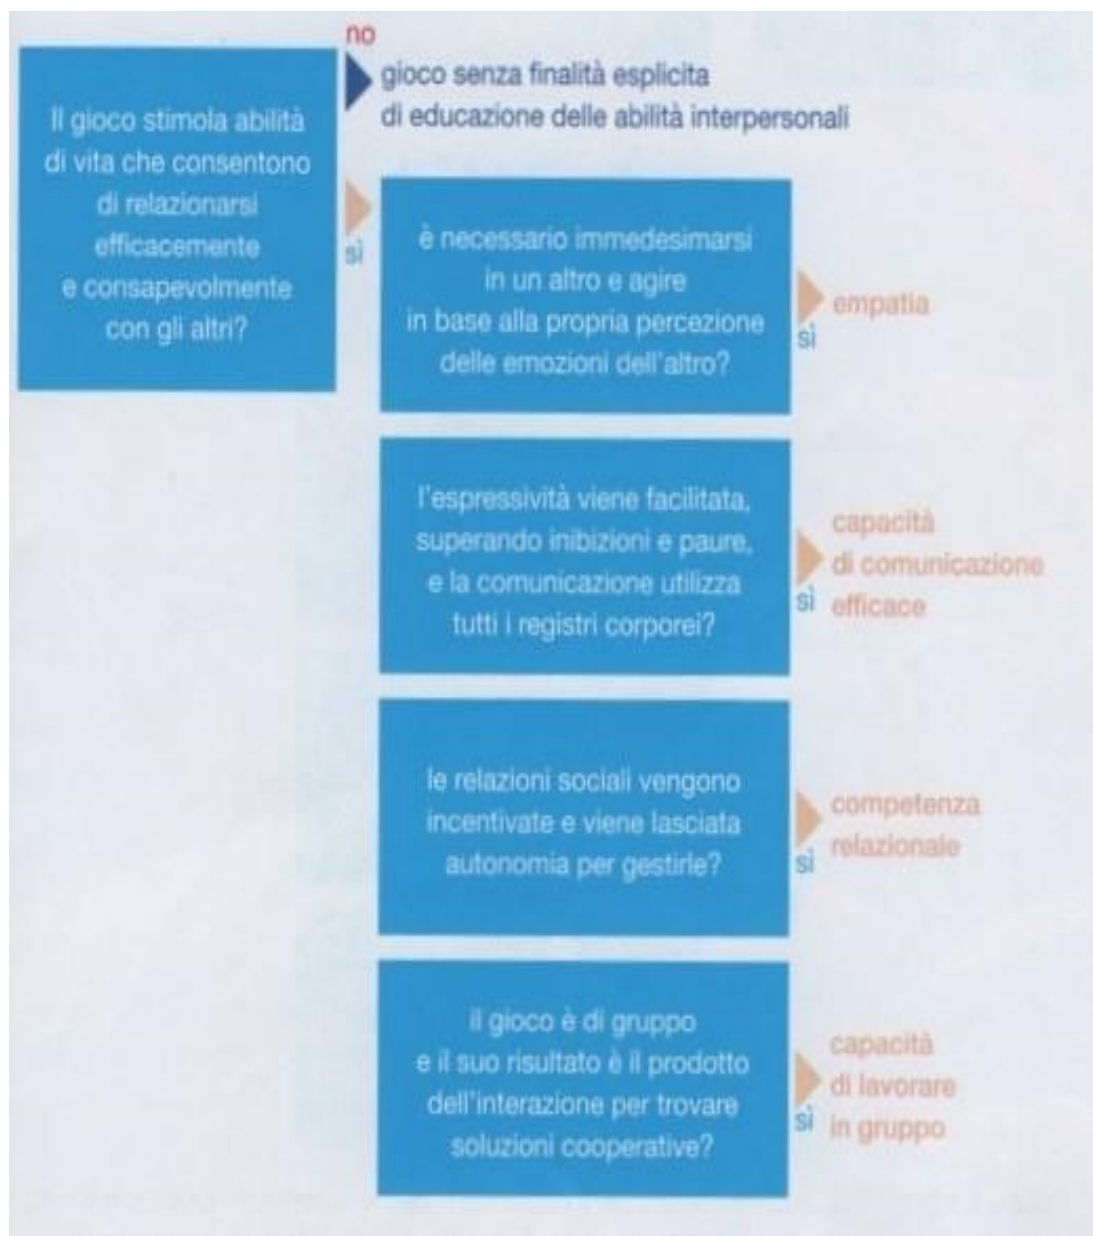 no
gioco senza finalità esplicita
di educazione delle abilità interpersonali
Il gioco stimola abilità
di vita che consentono
di relazionarsi
efficacemente
e consapevolmente
con gli altri?
sì
è necessario immedesimarsi
in un altro e agire
in base alla propria percezione
delle emozioni dell'altro?
sì
empatia
l'espressività viene facilitata,
superando inibizioni e paure,
e la comunicazione utilizza
tutti i registri corporei?
sì
capacità
di comunicazione
efficace
le relazioni sociali vengono
incentivate e viene lasciata
autonomia per gestirle?
sì
competenza
relazionale
il gioco è di gruppo
e il suo risultato è il prodotto
dell'interazione per trovare
soluzioni cooperative?
sì
capacità
di lavorare
in gruppo